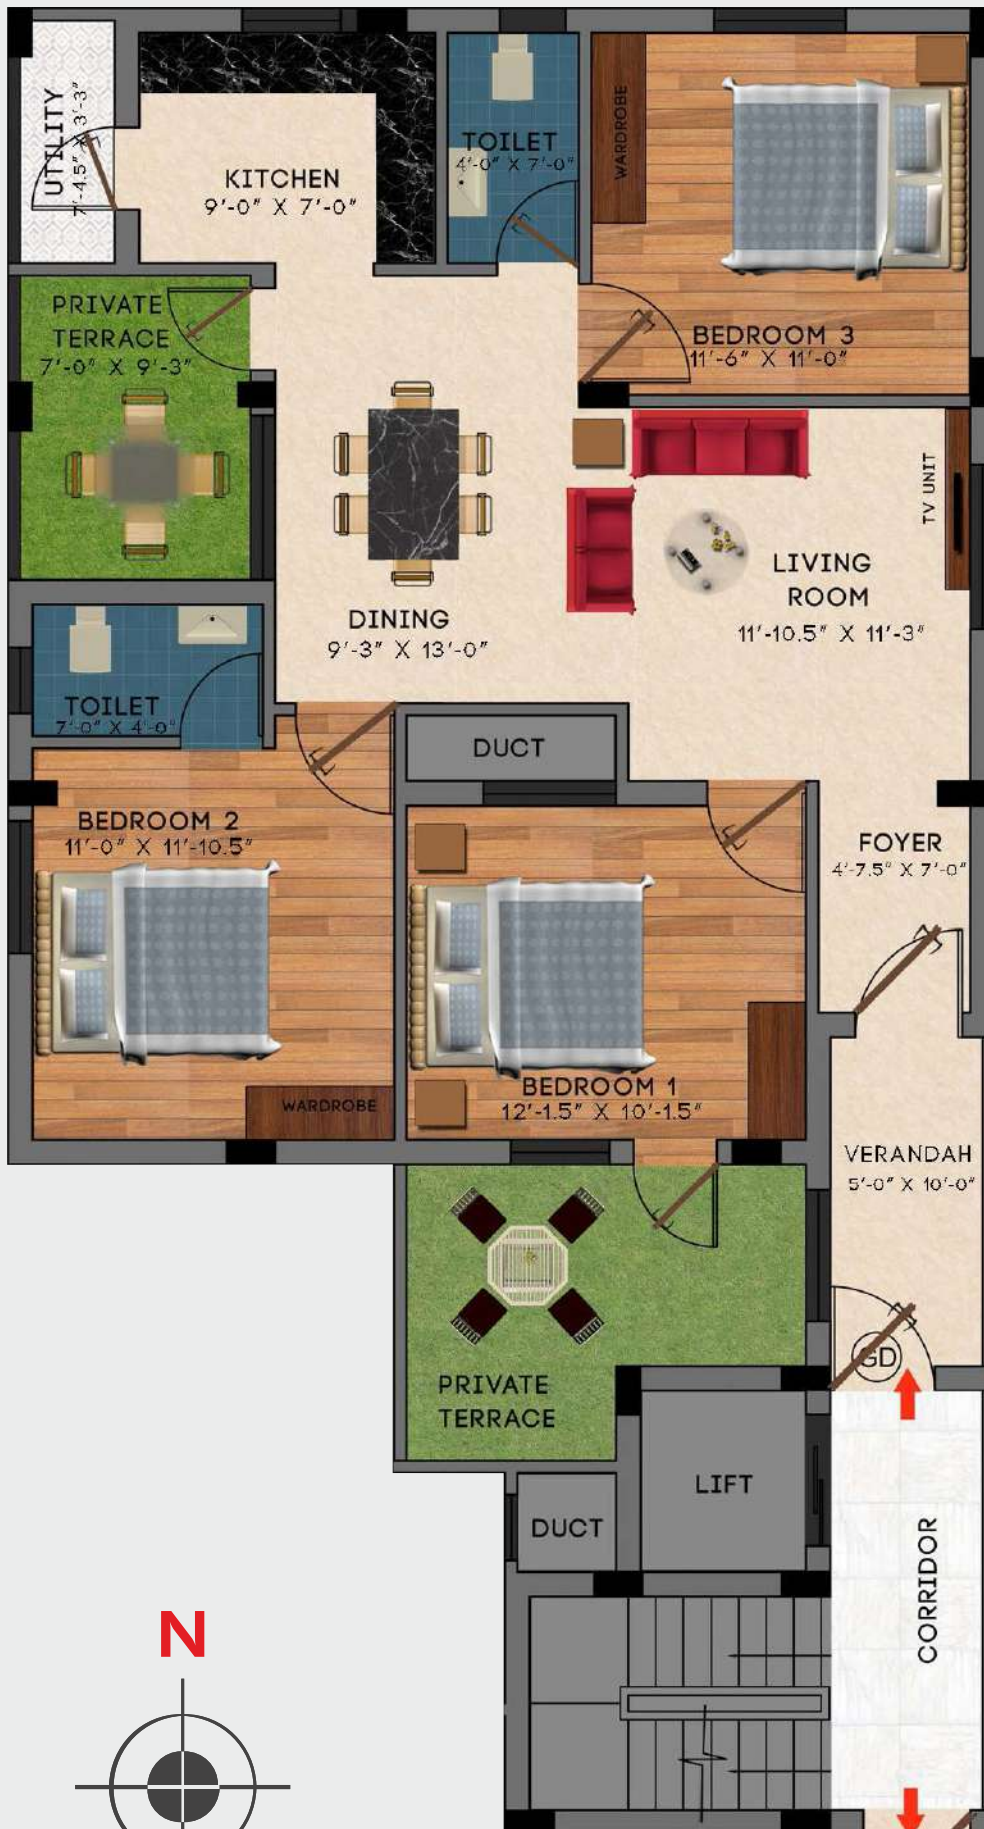 UTILITY
7'-4.5" X 3'-3"
KITCHEN
9'-0" X 7'-0"
TOILET
4'-0" X 7'-0"
WARDROBE
BEDROOM 3
11'-6" X 11'-0"
PRIVATE
TERRACE
7'-0" X 9'-3"
TV UNIT
LIVING
ROOM
11'-10.5" X 11'-3"
DINING
9'-3" X 13'-0"
TOILET
7'-0" X 4'-0"
DUCT
BEDROOM 2
11'-0" X 11'-10.5"
FOYER
4'-7.5" X 7'-0"
BEDROOM 1
12'-1.5" X 10'-1.5"
WARDROBE
VERANDAH
5'-0" X 10'-0"
GD
PRIVATE
TERRACE
LIFT
DUCT
CORRIDOR
N